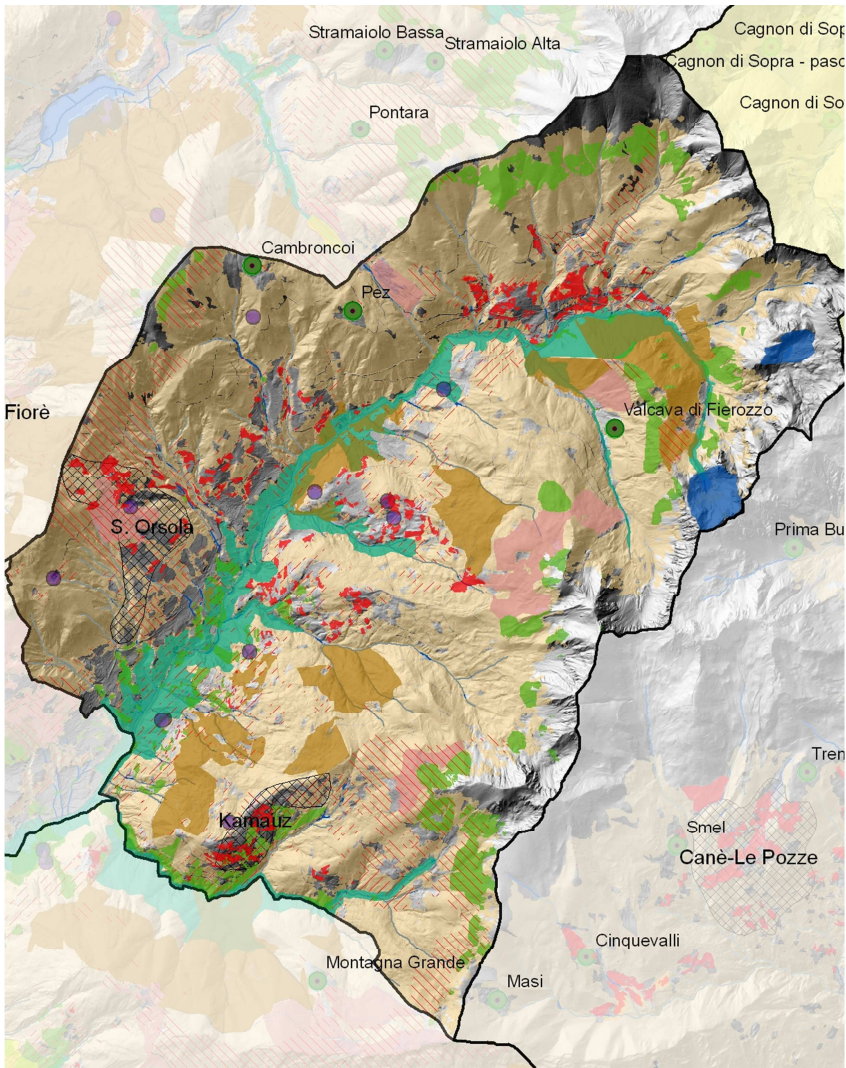 Stramaiolo Bassa
Stramaiolo Alta
Cagnon di Sop
Cagnon di Sopra - pasc
Cagnon di So
Pontara
Cambroncoi
Pez
Fiorè
Valcava di Fierozzo
S. Orsola
Prima Bu
Tren
Kamauz
Smel
Canè-Le Pozze
Cinquevalli
Montagna Grande
Masi